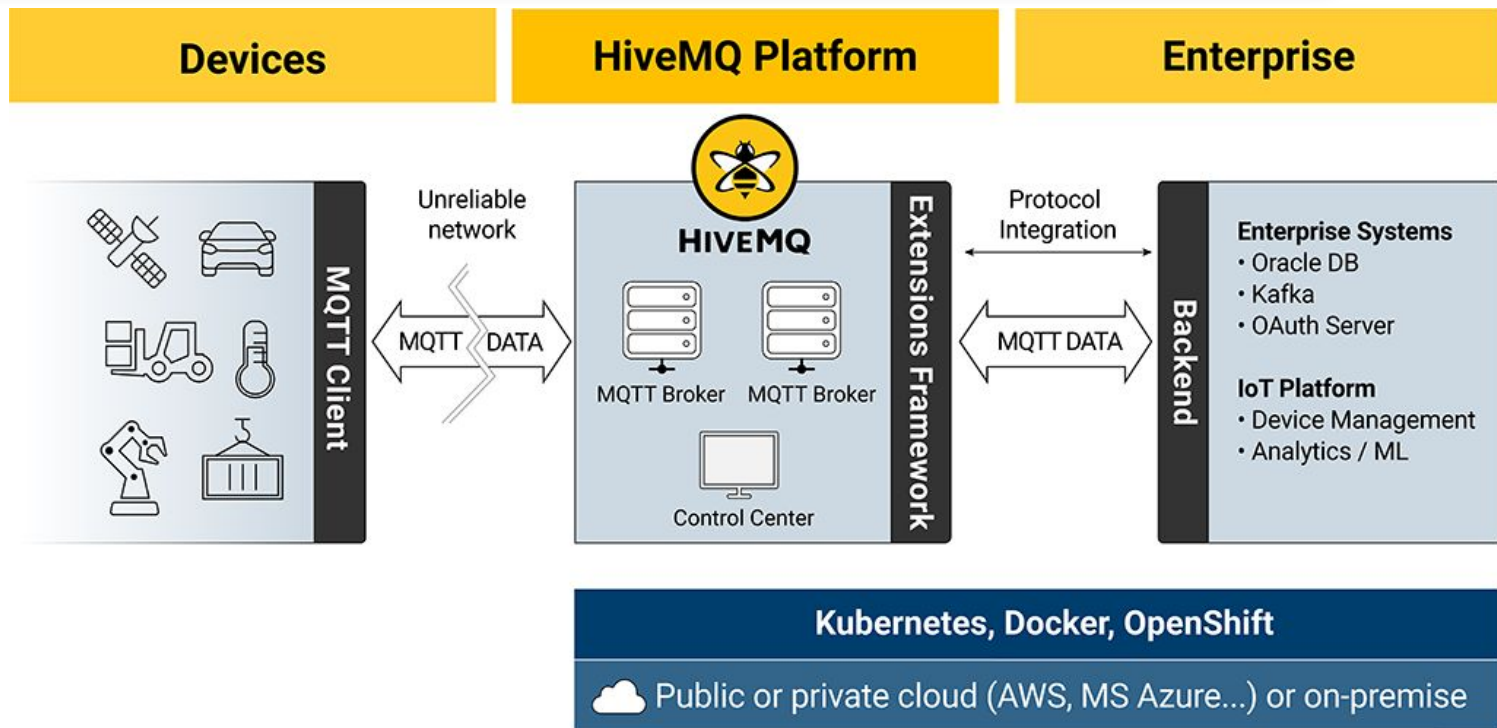 Devices
HiveMQ Platform
Enterprise
MQTT Client
Unreliable
network
MQTT DATA
HIVEMQ
MQTT Broker
MQTT Broker
Control Center
Extensions Framework
Protocol
Integration
MQTT DATA
Backend
Enterprise Systems
• Oracle DB
• Kafka
• OAuth Server
IoT Platform
• Device Management
• Analytics / ML
Kubernetes, Docker, OpenShift
Public or private cloud (AWS, MS Azure...) or on-premise